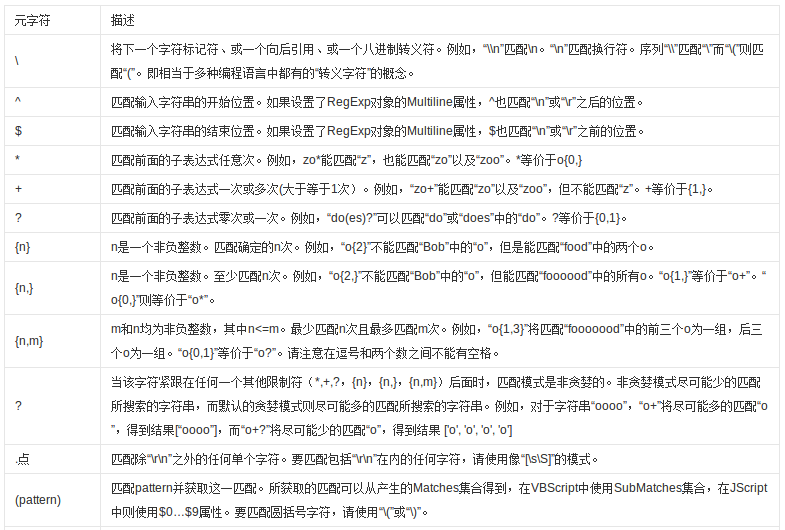 元字符 描述
\ 将下一个字符标记符、或一个向后引用、或一个八进制转义符。例如，“\\n”匹配\n。“\n”匹配换行符。序列“\\”匹配“\”而“\(”则匹
配“(”。即相当于多种编程语言中都有的“转义字符”的概念。
^ 匹配输入字符串的开始位置。如果设置了RegExp对象的Multiline属性，^也匹配“\n”或“\r”之后的位置。
$ 匹配输入字符串的结束位置。如果设置了RegExp对象的Multiline属性，$也匹配“\n”或“\r”之前的位置。
* 匹配前面的子表达式任意次。例如，zo*能匹配“z”，也能匹配“zo”以及“zoo”。*等价于o{0,}
+ 匹配前面的子表达式一次或多次(大于等于1次）。例如，“zo+”能匹配“zo”以及“zoo”，但不能匹配“z”。+等价于{1,}。
? 匹配前面的子表达式零次或一次。例如，“do(es)?”可以匹配“do”或“does”中的“do”。?等价于{0,1}。
{n} n是一个非负整数。匹配确定的n次。例如，“o{2}”不能匹配“Bob”中的“o”，但是能匹配“food”中的两个o。
{n,} n是一个非负整数。至少匹配n次。例如，“o{2,}”不能匹配“Bob”中的“o”，但能匹配“foooood”中的所有o。“o{1,}”等价于“o+”。“
o{0,}”则等价于“o*”。
{n,m} m和n均为非负整数，其中n<=m。最少匹配n次且最多匹配m次。例如，“o{1,3}”将匹配“fooooood”中的前三个o为一组，后三
个o为一组。“o{0,1}”等价于“o?”。请注意在逗号和两个数之间不能有空格。
? 当该字符紧跟在任何一个其他限制符（*,+,?，{n}，{n,}，{n,m}）后面时，匹配模式是非贪婪的。非贪婪模式尽可能少的匹配
所搜索的字符串，而默认的贪婪模式则尽可能多的匹配所搜索的字符串。例如，对于字符串“oooo”，“o+”将尽可能多的匹配“o
”，得到结果[“oooo”]，而“o+?”将尽可能少的匹配“o”，得到结果 ['o', 'o', 'o', 'o']
.点 匹配除“\r\n”之外的任何单个字符。要匹配包括“\r\n”在内的任何字符，请使用像“[\s\S]”的模式。
(pattern) 匹配pattern并获取这一匹配。所获取的匹配可以从产生的Matches集合得到，在VBScript中使用SubMatches集合，在JScript
中则使用$0…$9属性。要匹配圆括号字符，请使用“\(”或“\)”。